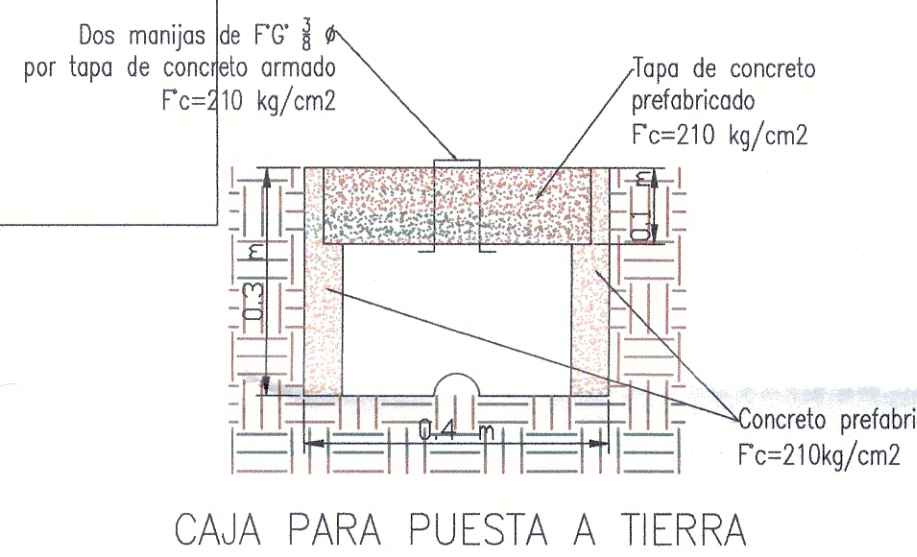 Dos manijas de F°G° 3/8 ø
por tapa de concreto armado
F'c=210 kg/cm2
Tapa de concreto
prefabricado
F'c=210 kg/cm2
0.3 m
0.1 m
0.4 m
Concreto prefabri
F'c=210kg/cm2
CAJA PARA PUESTA A TIERRA